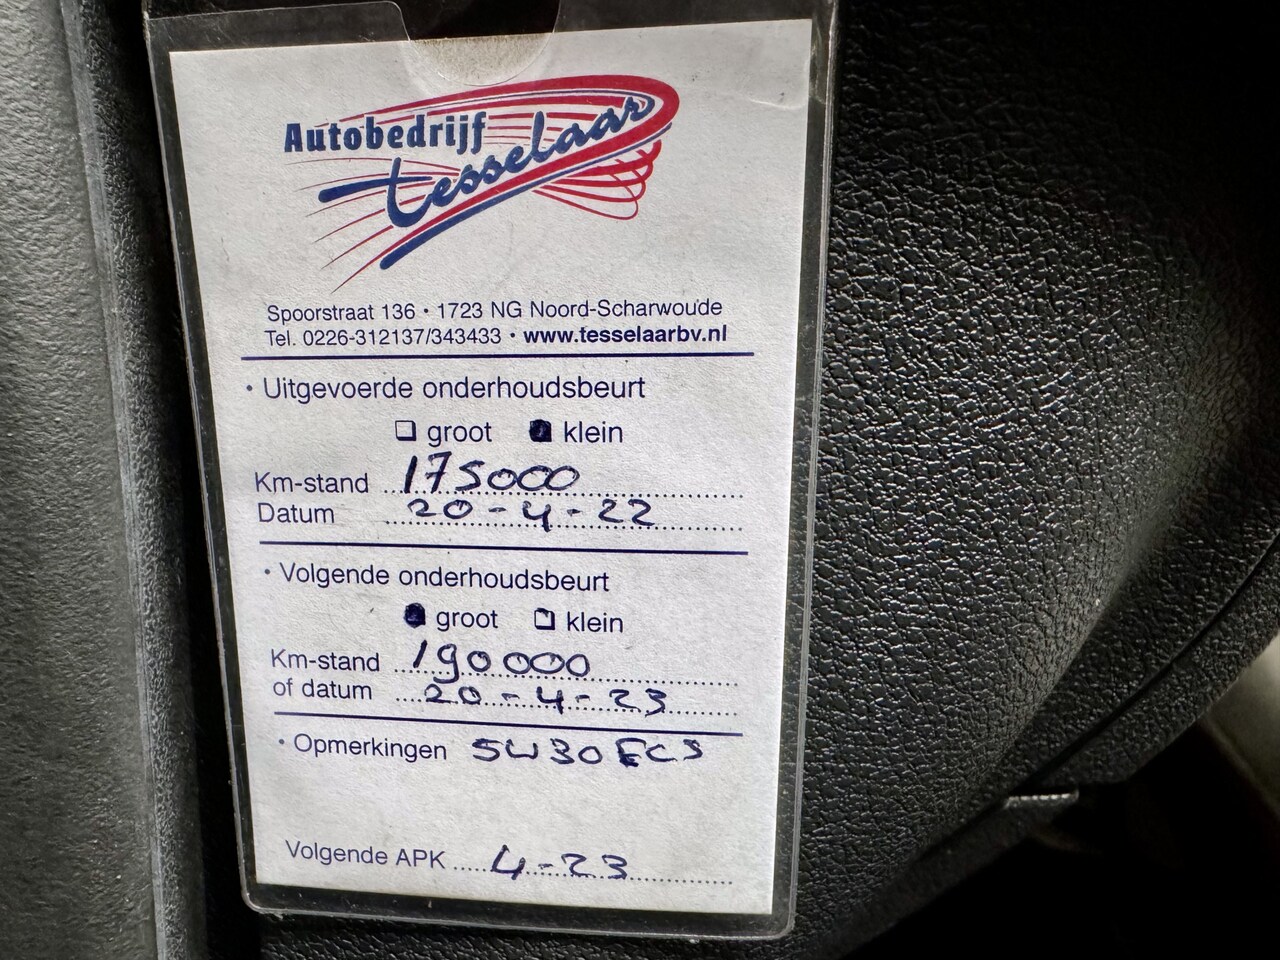 Autobedrijf
tesselaar
Spoorstraat 136 • 1723 NG Noord-Scharwoude
Tel. 0226-312137/343433 • www.tesselaarbv.nl
• Uitgevoerde onderhoudsbeurt
groot klein
Km-stand 175000
Datum 20-4-22
• Volgende onderhoudsbeurt
groot klein
Km-stand 190000
of datum 20-4-23
• Opmerkingen 5W30 ECS
Volgende APK 4-23